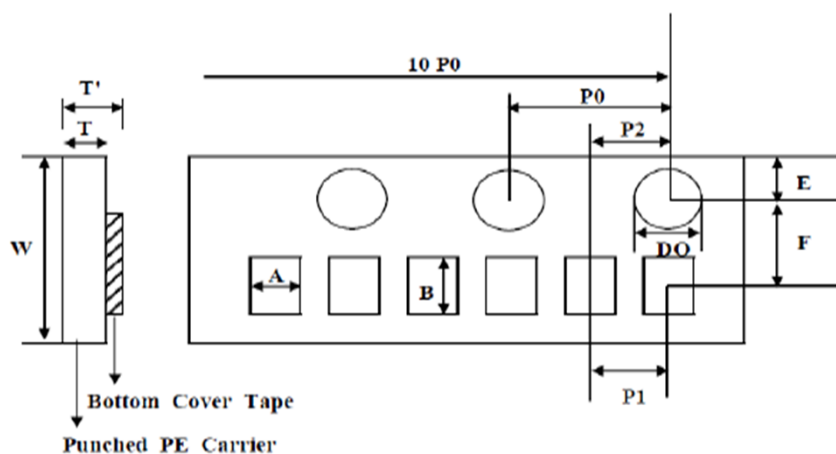 10 P0
T'
P0
T
P2
E
W
DO
F
A
B
Bottom Cover Tape
P1
Punched PE Carrier